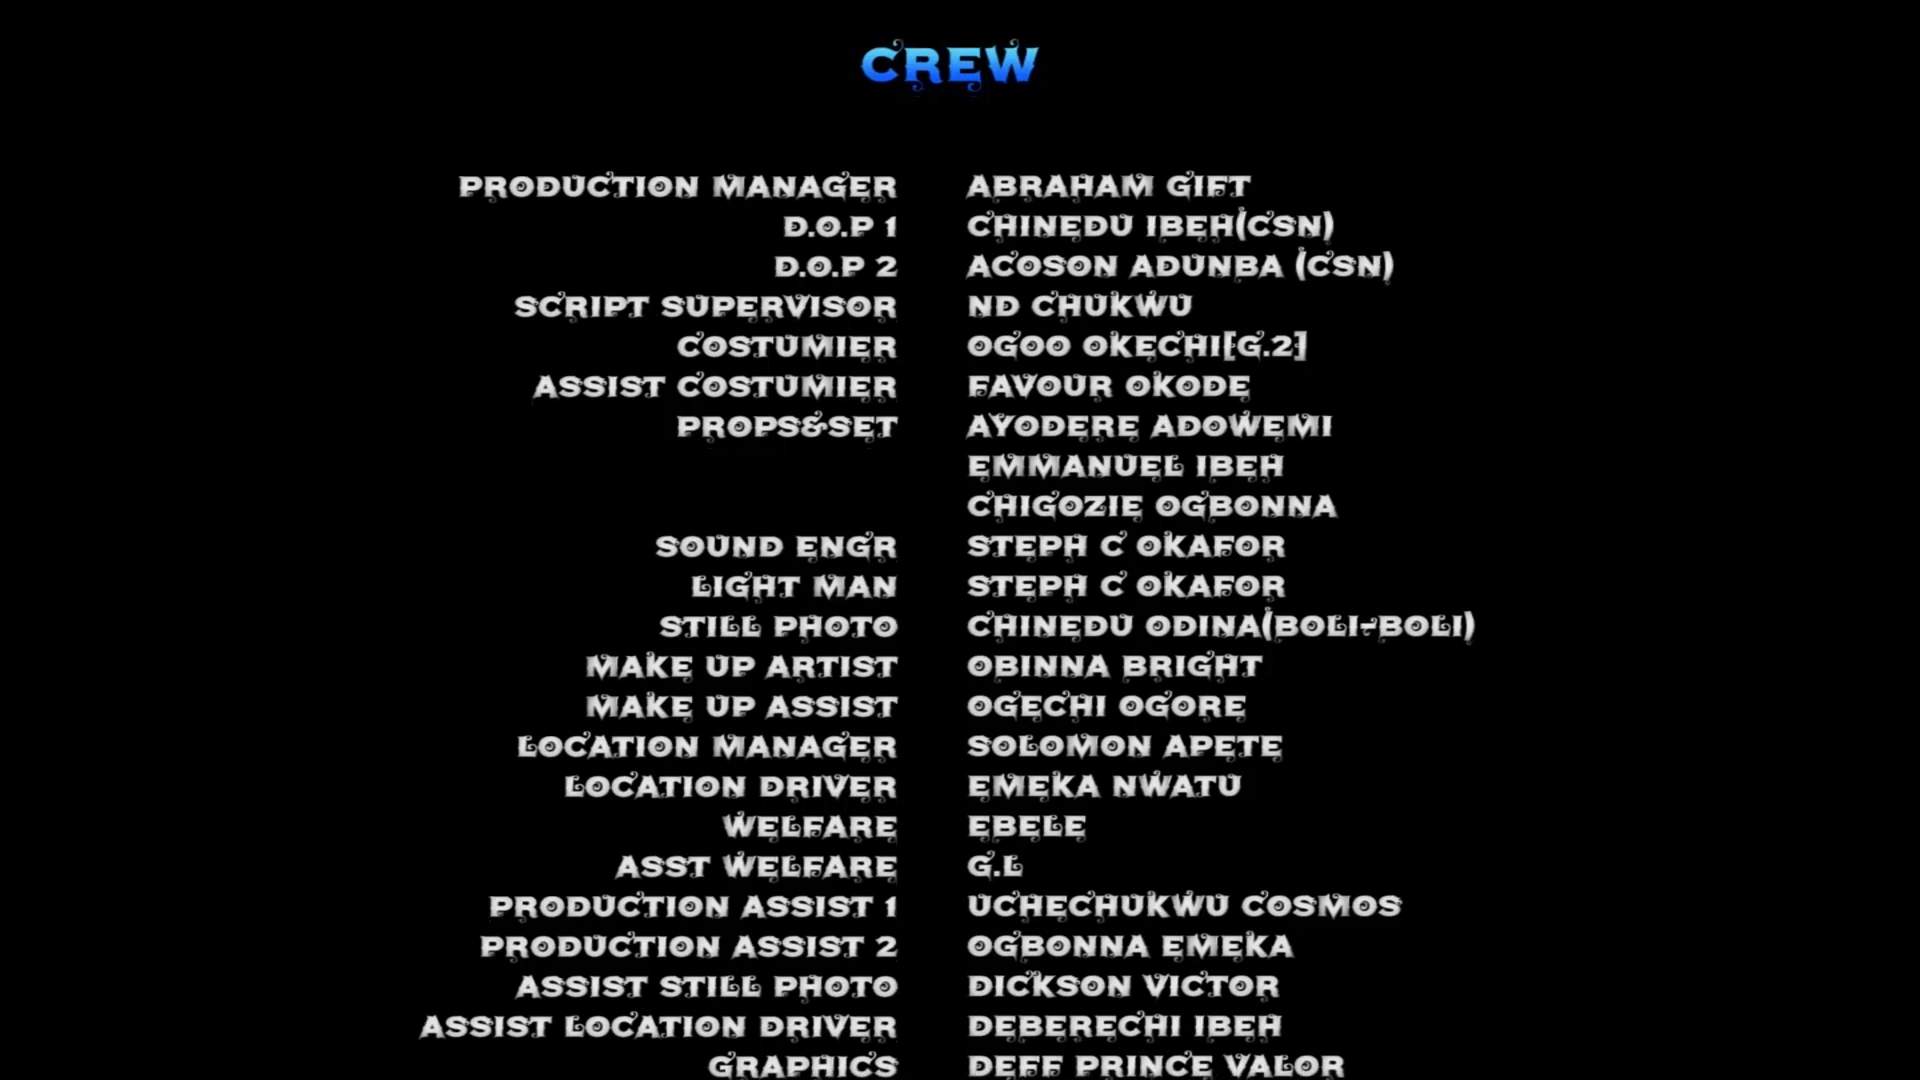 CREW
PRODUCTION MANAGER ABRAHAM GIFT
D.O.P 1 CHINEDU IBEH(CSN)
D.O.P 2 ACOSON ADUNBA (CSN)
SCRIPT SUPERVISOR ND CHUKWU
COSTUMIER OGOO OKECHI[G.2]
ASSIST COSTUMIER FAVOUR OKODE
PROPS&SET AYODERE ADOWEMI
EMMANUEL IBEH
CHIGOZIE OGBONNA
SOUND ENGR STEPH C OKAFOR
LIGHT MAN STEPH C OKAFOR
STILL PHOTO CHINEDU ODINA(BOLI-BOLI)
MAKE UP ARTIST OBINNA BRIGHT
MAKE UP ASSIST OGECHI OGORE
LOCATION MANAGER SOLOMON APETE
LOCATION DRIVER EMEKA NWATU
WELFARE EBELE
ASST WELFARE G.L
PRODUCTION ASSIST 1 UCHECHUKWU COSMOS
PRODUCTION ASSIST 2 OGBONNA EMEKA
ASSIST STILL PHOTO DICKSON VICTOR
ASSIST LOCATION DRIVER DEBERECHI IBEH
GRAPHICS DEFF PRINCE VALOR